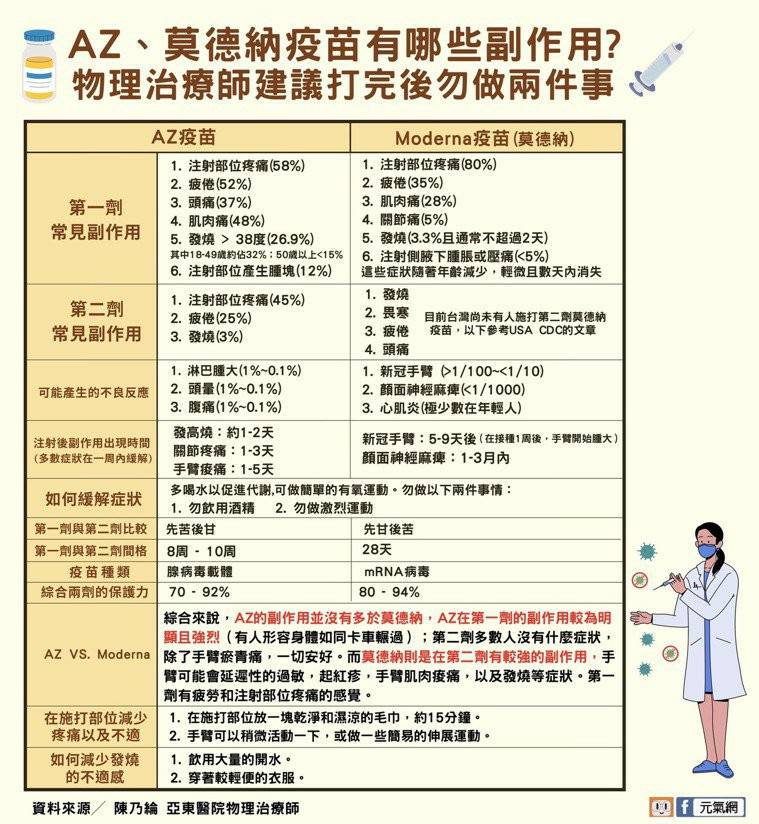 AZ、莫德納疫苗有哪些副作用?
物理治療師建議打完後勿做兩件事
AZ疫苗
Moderna疫苗(莫德納)
第一劑
常見副作用
1. 注射部位疼痛(58%)
2. 疲倦(52%)
3. 頭痛(37%)
4. 肌肉痛(48%)
5. 發燒 > 38度(26.9%)
其中18-49歲約佔32%；50歲以上<15%
6. 注射部位產生腫塊(12%)
1. 注射部位疼痛(80%)
2. 疲倦(35%)
3. 肌肉痛(28%)
4. 關節痛(5%)
5. 發燒(3.3%且通常不超過2天)
6. 注射側腋下腫脹或壓痛(<5%)
這些症狀隨著年齡減少，輕微且數天內消失
第二劑
常見副作用
1. 注射部位疼痛(45%)
2. 疲倦(25%)
3. 發燒(3%)
1. 發燒
2. 畏寒
3. 疲倦
4. 頭痛
目前台灣尚未有人施打第二劑莫德納
疫苗，以下參考USA CDC的文章
可能產生的不良反應
1. 淋巴腫大(1%~0.1%)
2. 頭暈(1%~0.1%)
3. 腹痛(1%~0.1%)
1. 新冠手臂 (>1/100~<1/10)
2. 顏面神經麻痺(<1/1000)
3. 心肌炎(極少數在年輕人)
注射後副作用出現時間
(多數症狀在一周內緩解)
發高燒：約1-2天
關節疼痛：1-3天
手臂痠痛：1-5天
新冠手臂：5-9天後(在接種1周後，手臂開始腫大)
顏面神經麻痺：1-3月內
如何緩解症狀
多喝水以促進代謝,可做簡單的有氧運動。勿做以下兩件事情：
1. 勿飲用酒精 2. 勿做激烈運動
第一劑與第二劑比較
先苦後甘
先甘後苦
第一劑與第二劑間格
8周 - 10周
28天
疫苗種類
腺病毒載體
mRNA病毒
綜合兩劑的保護力
70 - 92%
80 - 94%
AZ VS. Moderna
綜合來說，AZ的副作用並沒有多於莫德納，AZ在第一劑的副作用較為明
顯且強烈（有人形容身體如同卡車輾過）；第二劑多數人沒有什麼症狀，
除了手臂瘀青痛，一切安好。而莫德納則是在第二劑有較強的副作用，手
臂可能會延遲性的過敏，起紅疹，手臂肌肉痠痛，以及發燒等症狀。第一
劑有疲勞和注射部位疼痛的感覺。
在施打部位減少
疼痛以及不適
1. 在施打部位放一塊乾淨和濕涼的毛巾，約15分鐘。
2. 手臂可以稍微活動一下，或做一些簡易的伸展運動。
如何減少發燒
的不適感
1. 飲用大量的開水。
2. 穿著較輕便的衣服。
資料來源／ 陳乃綸 亞東醫院物理治療師
f 元氣網